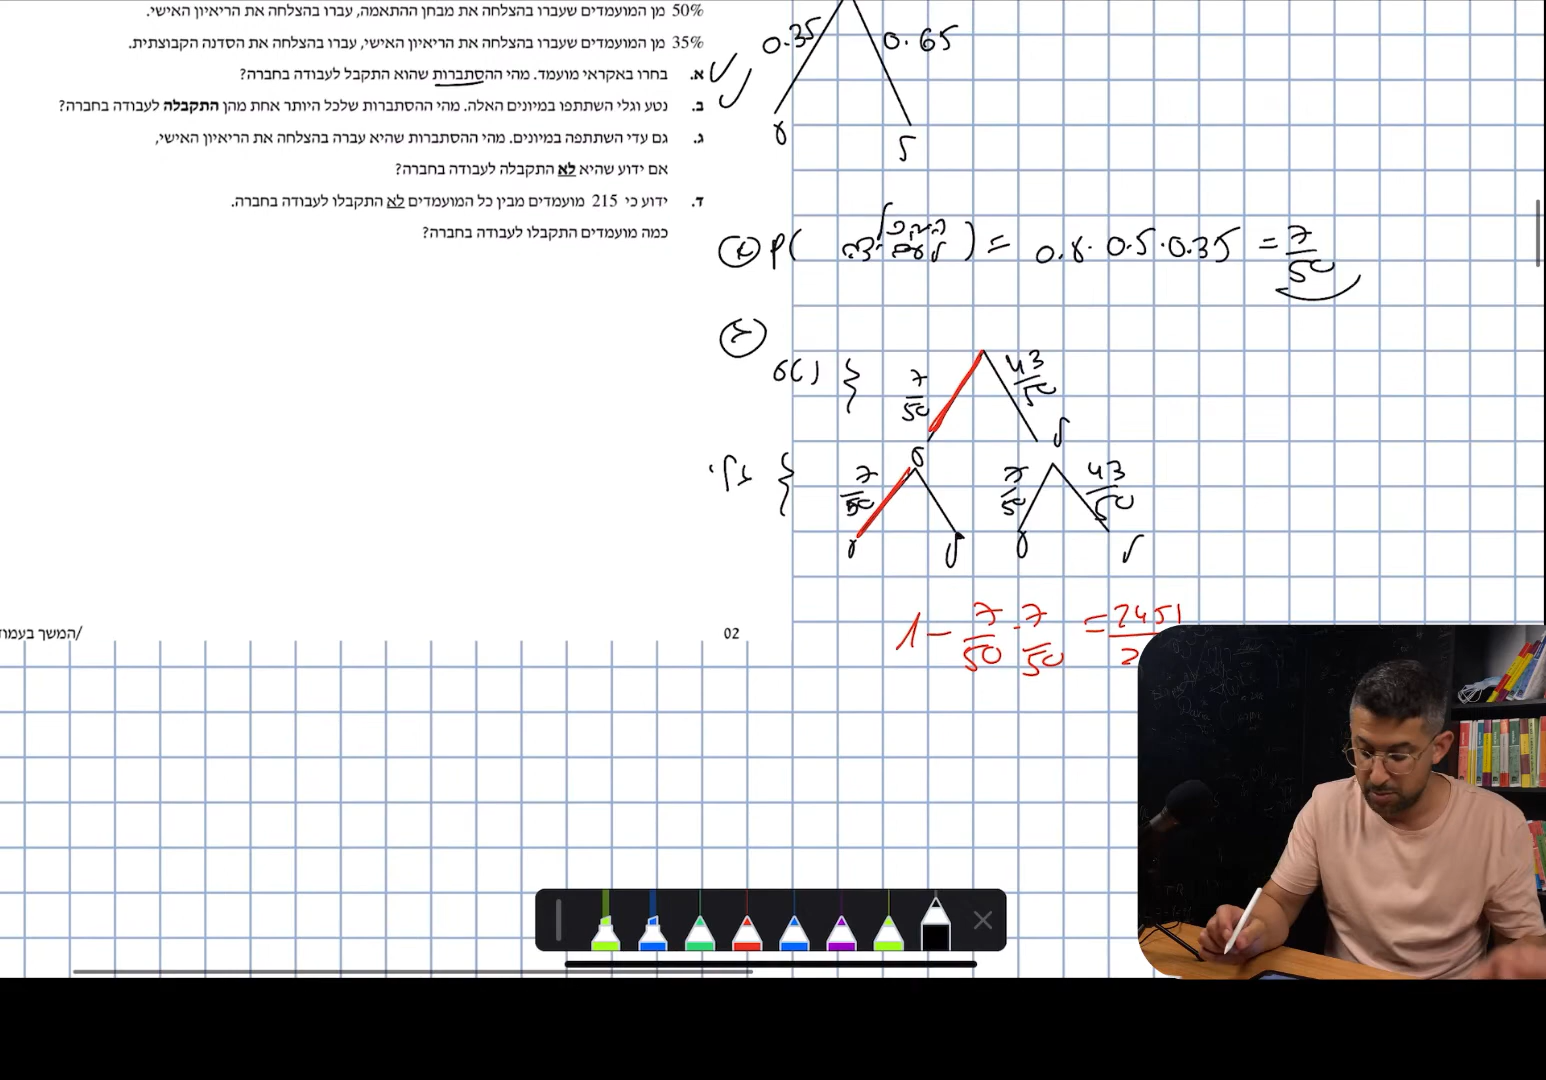 50% מן המועמדים שעברו בהצלחה את מבחן ההתאמה, עברו בהצלחה את הריאיון האישי.
35% מן המועמדים שעברו בהצלחה את הריאיון האישי, עברו בהצלחה את הסדנה הקבוצתית.
א. בחרו באקראי מועמד. מהי ההסתברות שהוא התקבל לעבודה בחברה?
ב. נטע וגלי השתתפו במיונים האלה. מהי ההסתברות שלכל היותר אחת מהן התקבלה לעבודה בחברה?
ג. גם עדי השתתפה במיונים. מהי ההסתברות שהיא עברה בהצלחה את הריאיון האישי,
אם ידוע שהיא לא התקבלה לעבודה בחברה?
ד. ידוע כי 215 מועמדים מבין כל המועמדים לא התקבלו לעבודה בחברה.
כמה מועמדים התקבלו לעבודה בחברה?
המשך בעמוד/
02
0.35 0.65
א P( ) = 0.8 · 0.5 · 0.35 = 7/50
ב
7/50 43/50
גלי 7/50 7/50 43/50
1 - 7/50 · 7/50 = 2451/2